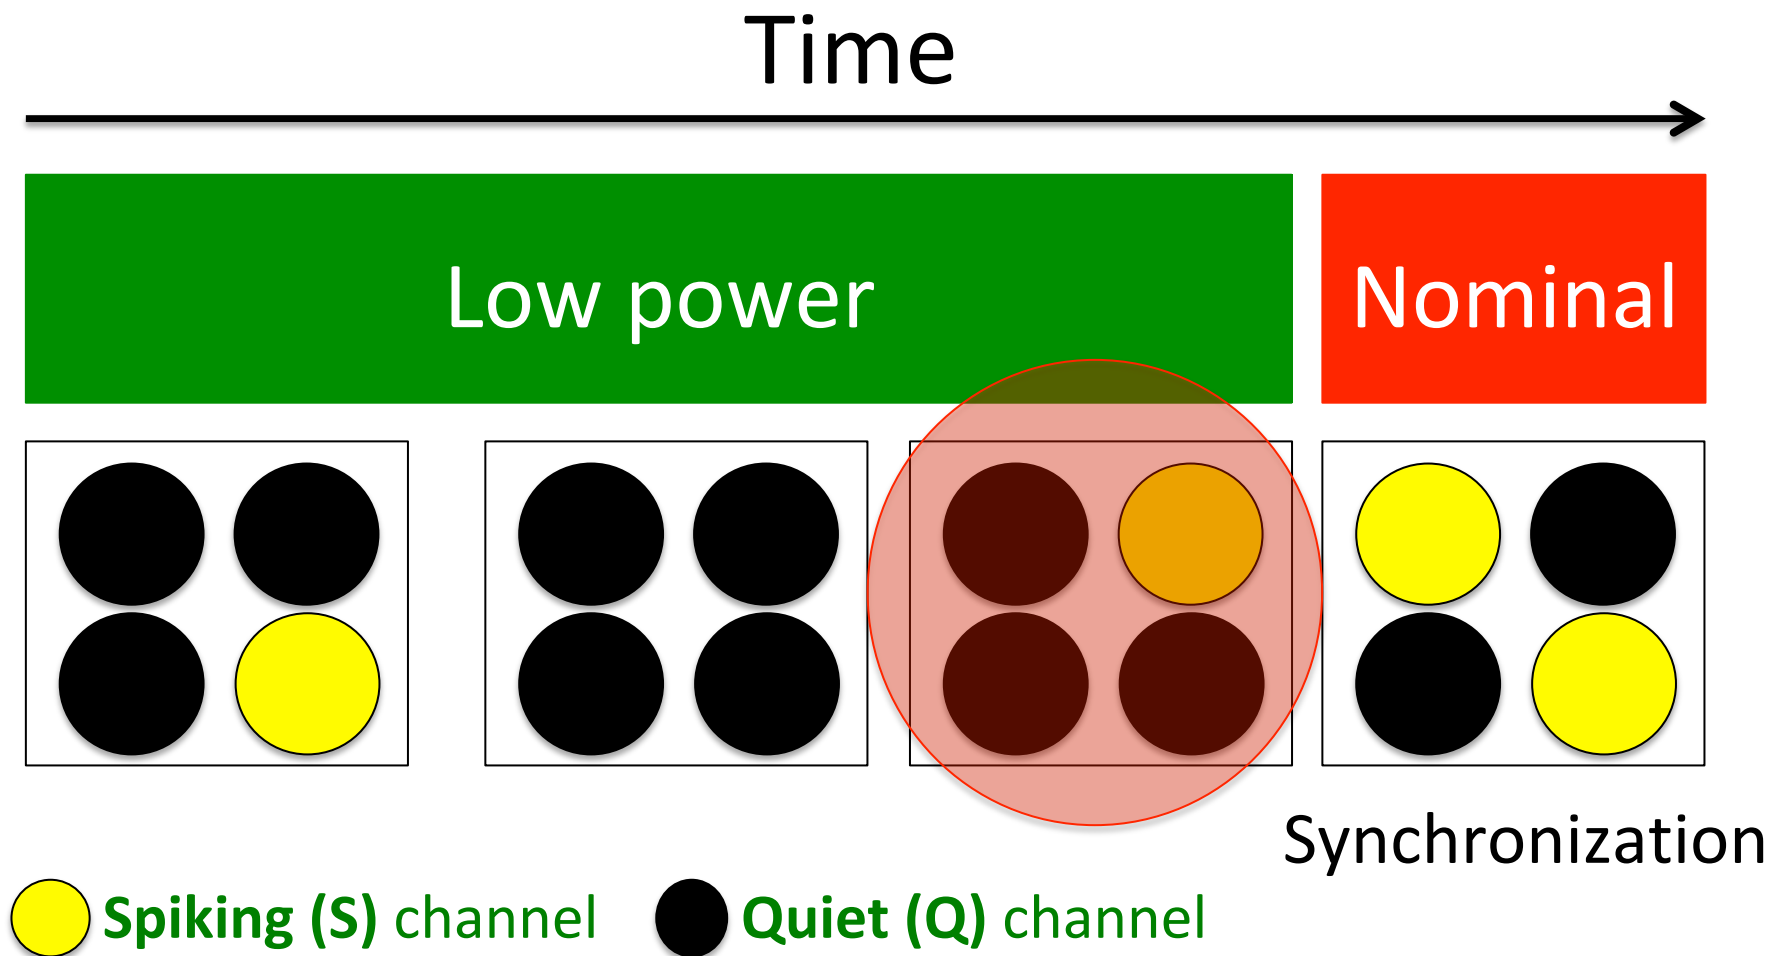 Time
Low power
Nominal
Synchronization
Spiking (S) channel
Quiet (Q) channel